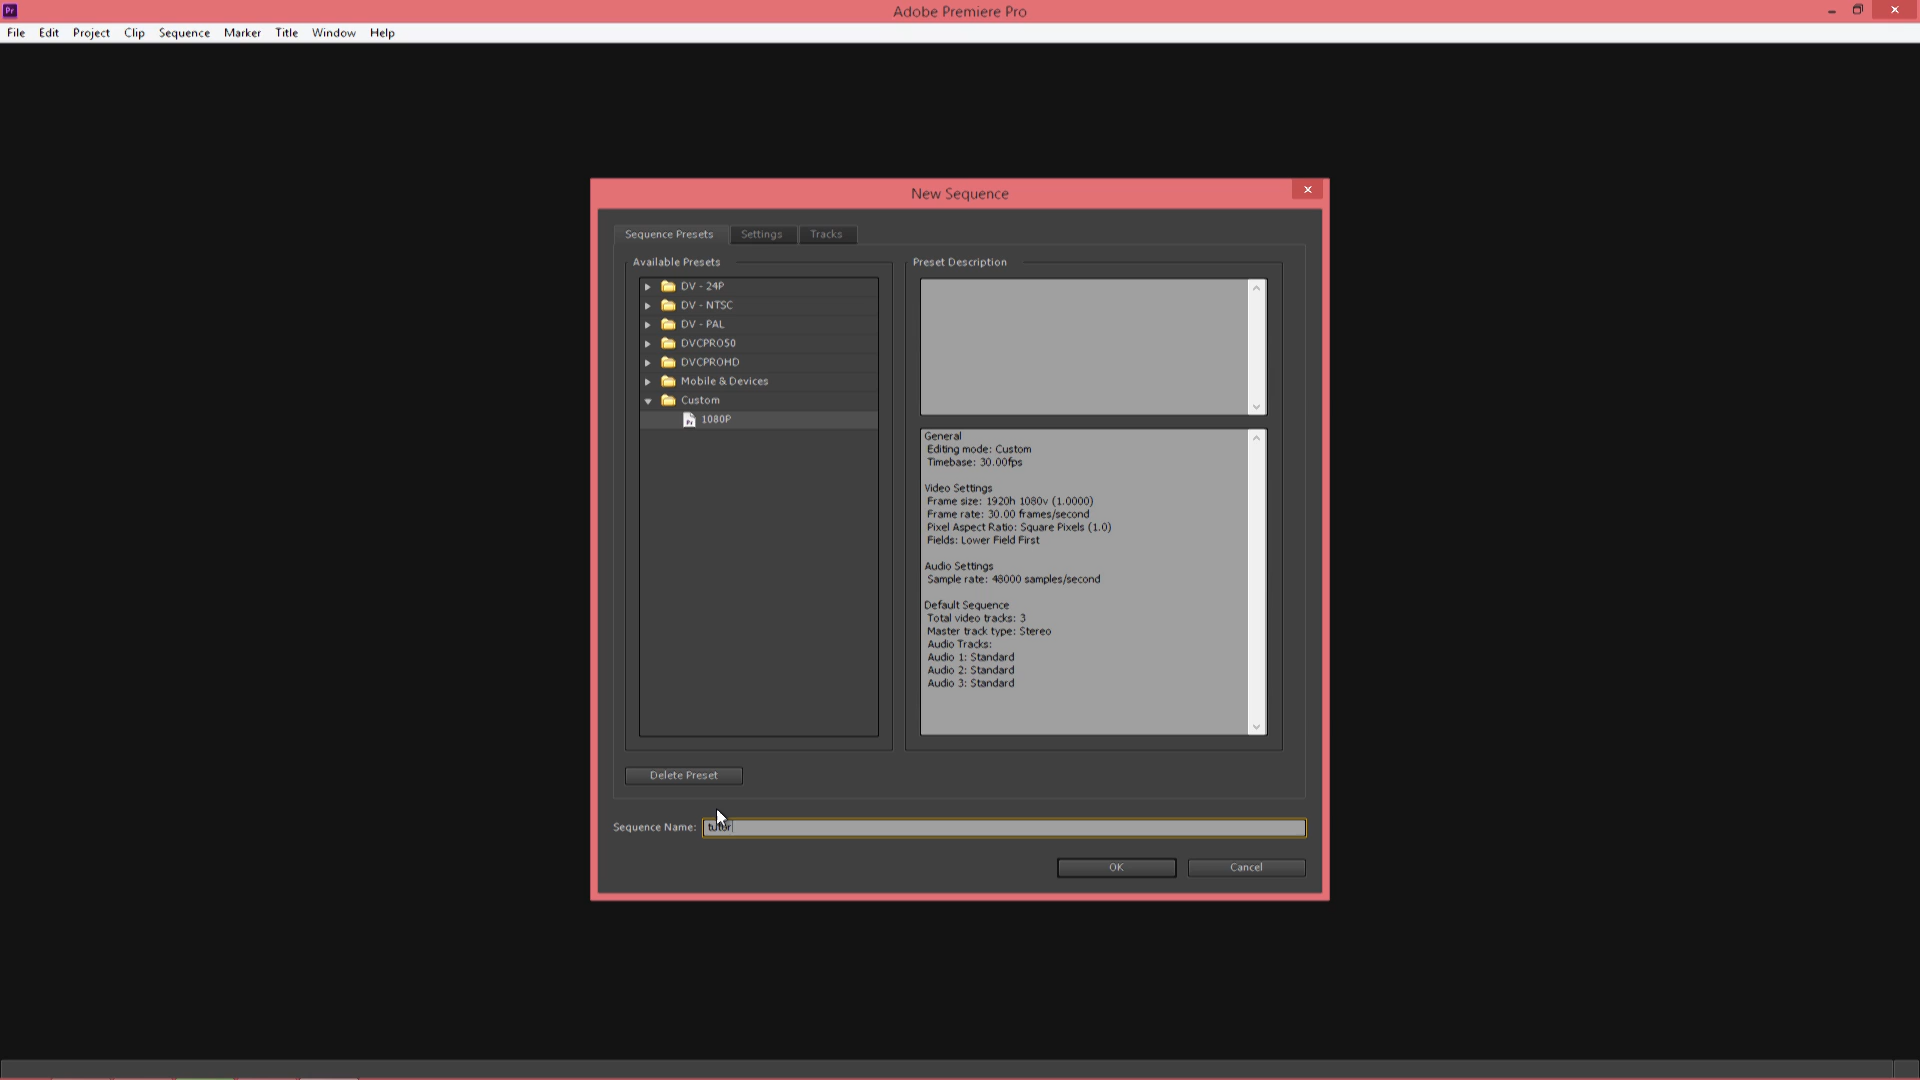 Pr
Adobe Premiere Pro
File Edit Project Clip Sequence Marker Title Window Help
New Sequence
Sequence Presets Settings Tracks
Available Presets
DV - 24P
DV - NTSC
DV - PAL
DVCPRO50
DVCPROHD
Mobile & Devices
Custom
1080P
Preset Description
General
Editing mode: Custom
Timebase: 30.00fps
Video Settings
Frame size: 1920h 1080v (1.0000)
Frame rate: 30.00 frames/second
Pixel Aspect Ratio: Square Pixels (1.0)
Fields: Lower Field First
Audio Settings
Sample rate: 48000 samples/second
Default Sequence
Total video tracks: 3
Master track type: Stereo
Audio Tracks:
Audio 1: Standard
Audio 2: Standard
Audio 3: Standard
Delete Preset
Sequence Name: tutor
OK Cancel